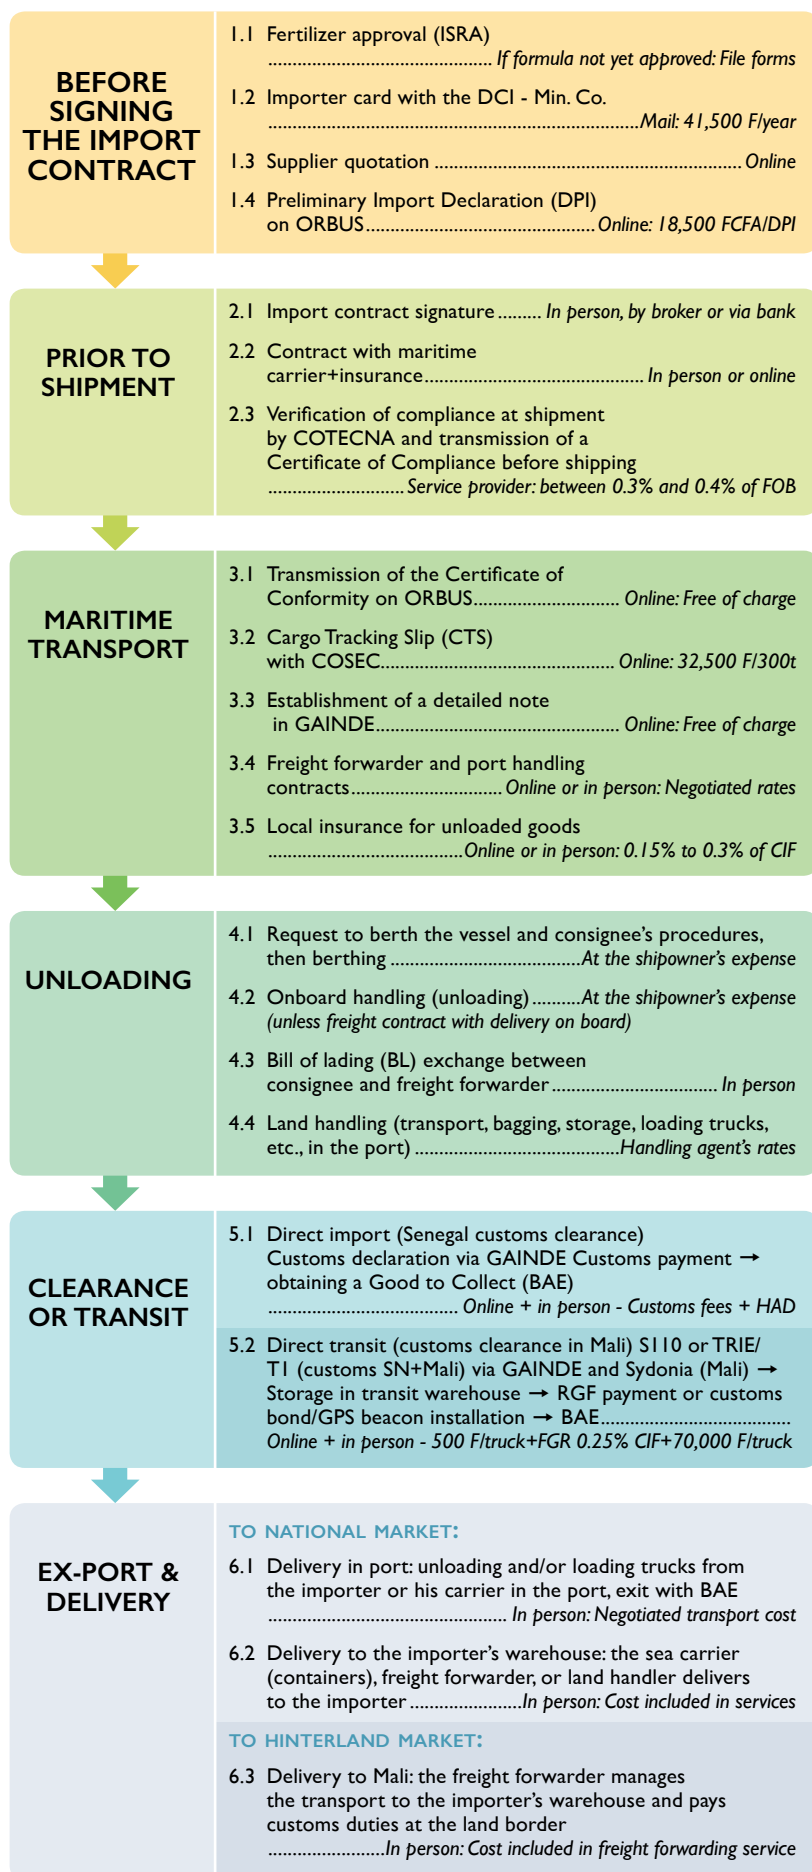 BEFORE
SIGNING
THE IMPORT
CONTRACT
1.1 Fertilizer approval (ISRA)
.............................................. If formula not yet approved: File forms
1.2 Importer card with the DCI - Min. Co.
............................................................................Mail: 41,500 F/year
1.3 Supplier quotation ............................................................... Online
1.4 Preliminary Import Declaration (DPI)
on ORBUS............................................... Online: 18,500 FCFA/DPI
PRIOR TO
SHIPMENT
2.1 Import contract signature ......... In person, by broker or via bank
2.2 Contract with maritime
carrier+insurance............................................. In person or online
2.3 Verification of compliance at shipment
by COTECNA and transmission of a
Certificate of Compliance before shipping
............................ Service provider: between 0.3% and 0.4% of FOB
MARITIME
TRANSPORT
3.1 Transmission of the Certificate of
Conformity on ORBUS.............................. Online: Free of charge
3.2 Cargo Tracking Slip (CTS)
with COSEC................................................ Online: 32,500 F/300t
3.3 Establishment of a detailed note
in GAINDE.................................................. Online: Free of charge
3.4 Freight forwarder and port handling
contracts............................... Online or in person: Negotiated rates
3.5 Local insurance for unloaded goods
........................................Online or in person: 0.15% to 0.3% of CIF
UNLOADING
4.1 Request to berth the vessel and consignee’s procedures,
then berthing .......................................At the shipowner’s expense
4.2 Onboard handling (unloading) ..........At the shipowner’s expense
(unless freight contract with delivery on board)
4.3 Bill of lading (BL) exchange between
consignee and freight forwarder .................................. In person
4.4 Land handling (transport, bagging, storage, loading trucks,
etc., in the port) ..........................................Handling agent’s rates
CLEARANCE
OR TRANSIT
5.1 Direct import (Senegal customs clearance)
Customs declaration via GAINDE Customs payment →
obtaining a Good to Collect (BAE)
....................................... Online + in person - Customs fees + HAD
5.2 Direct transit (customs clearance in Mali) S110 or TRIE/
T1 (customs SN+Mali) via GAINDE and Sydonia (Mali) →
Storage in transit warehouse → RGF payment or customs
bond/GPS beacon installation → BAE.......................................
Online + in person - 500 F/truck+FGR 0.25% CIF+70,000 F/truck
EX-PORT &
DELIVERY
TO NATIONAL MARKET:
6.1 Delivery in port: unloading and/or loading trucks from
the importer or his carrier in the port, exit with BAE
....................................................... In person: Negotiated transport cost
6.2 Delivery to the importer’s warehouse: the sea carrier
(containers), freight forwarder, or land handler delivers
to the importer .......................In person: Cost included in services
TO HINTERLAND MARKET:
6.3 Delivery to Mali: the freight forwarder manages
the transport to the importer’s warehouse and pays
customs duties at the land border
........................In person: Cost included in freight forwarding service